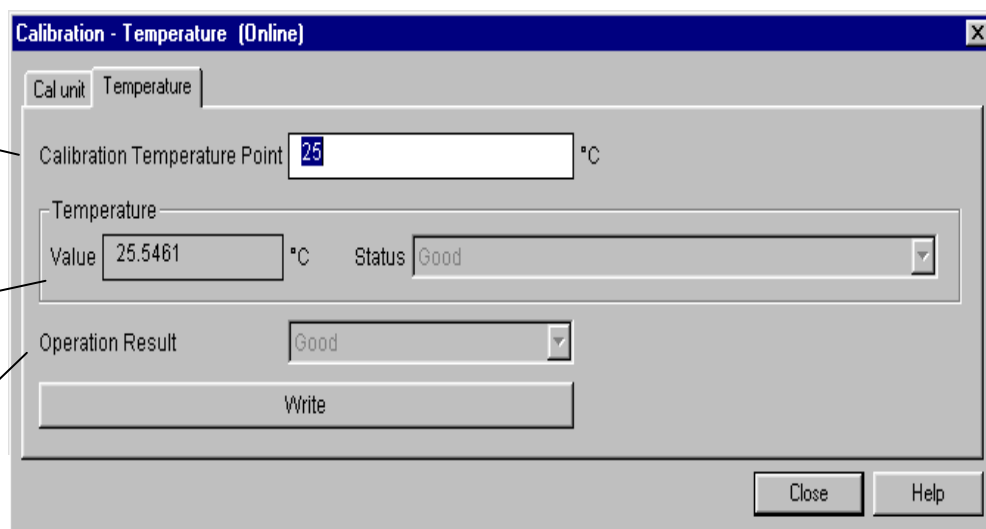 Calibration - Temperature (Online)
Cal unit Temperature
Calibration Temperature Point 25 °C
Temperature
Value 25.5461 °C Status Good
Operation Result Good
Write
Close Help